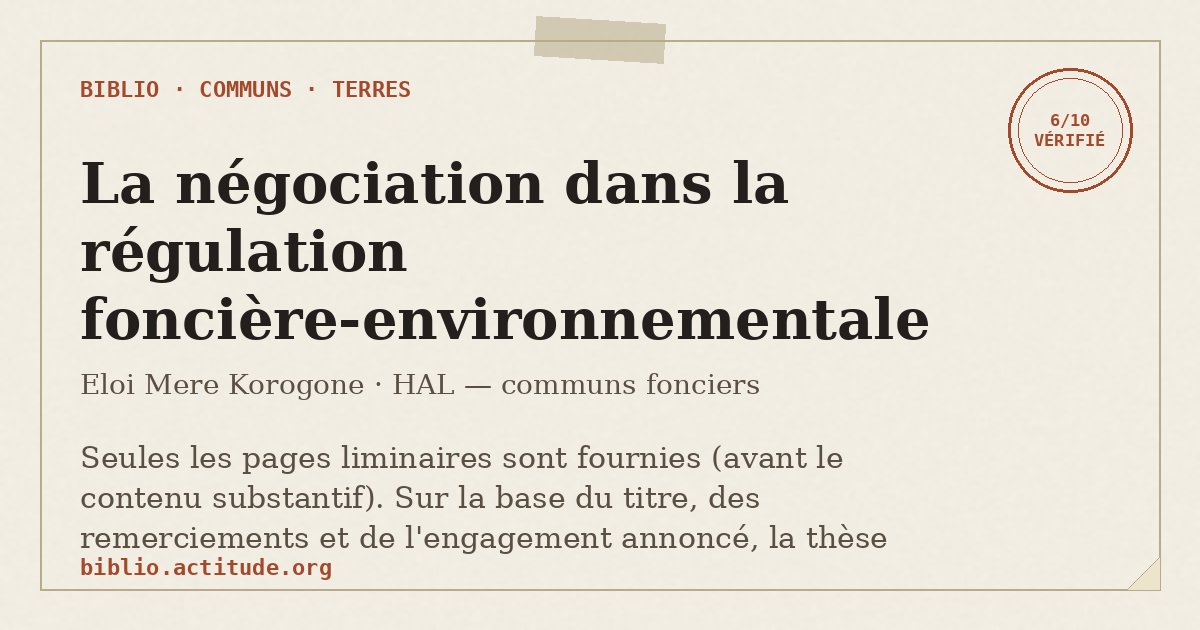 BIBLIO · COMMUNS · TERRES
6/10
VÉRIFIÉ
La négociation dans la
régulation
foncière-environnementale
Eloi Mere Korogone · HAL — communs fonciers
Seules les pages liminaires sont fournies (avant le
contenu substantif). Sur la base du titre, des
remerciements et de l'engagement annoncé, la thèse
biblio.actitude.org